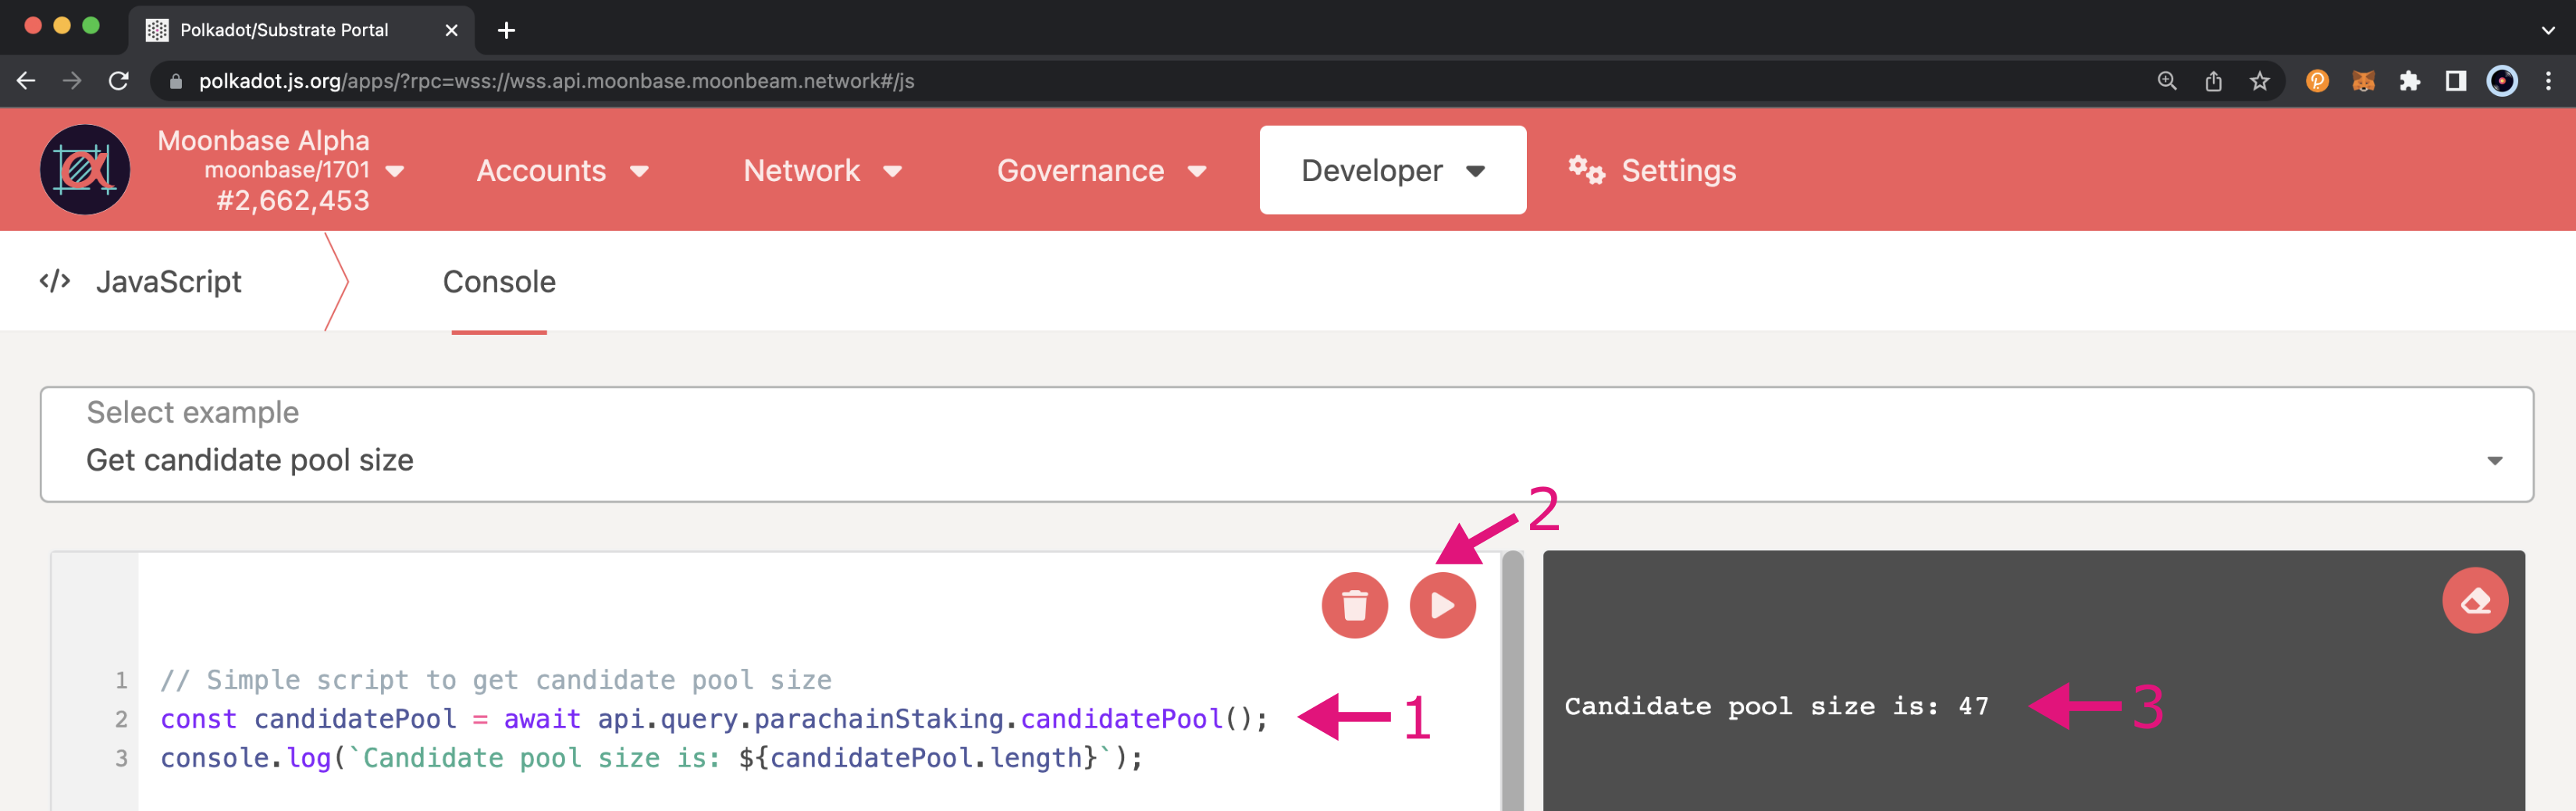 Polkadot/Substrate Portal
polkadot.js.org/apps/?rpc=wss://wss.api.moonbase.moonbeam.network#/js
Moonbase Alpha
moonbase/1701
#2,662,453
Accounts
Network
Governance
Developer
Settings
</> JavaScript
Console
Select example
Get candidate pool size
2
1 // Simple script to get candidate pool size
2 const candidatePool = await api.query.parachainStaking.candidatePool();
3 console.log(`Candidate pool size is: ${candidatePool.length}`);
1
Candidate pool size is: 47
3